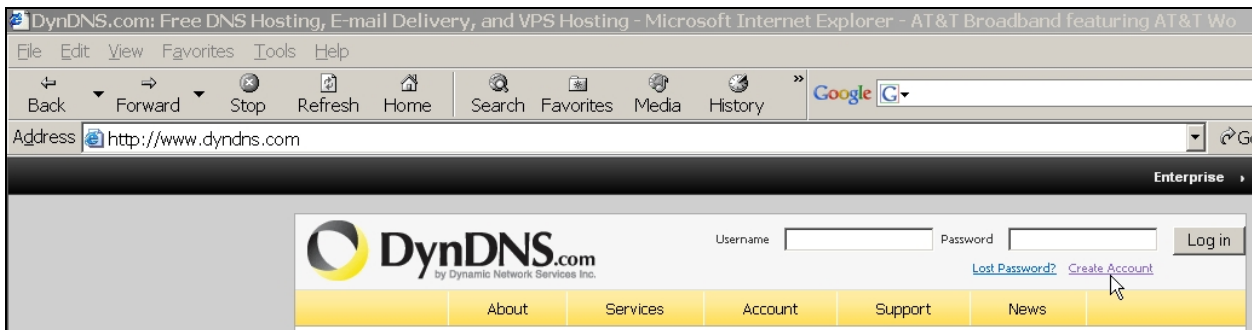 DynDNS.com: Free DNS Hosting, E-mail Delivery, and VPS Hosting - Microsoft Internet Explorer - AT&T Broadband featuring AT&T Wo
File Edit View Favorites Tools Help
Back Forward Stop Refresh Home Search Favorites Media History » Google G
Address http://www.dyndns.com Go
Enterprise
DynDNS.com Username Password Log in
by Dynamic Network Services Inc.
Lost Password? Create Account
About Services Account Support News